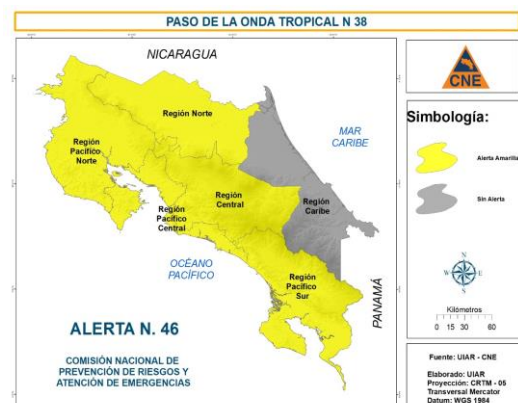 PASO DE LA ONDA TROPICAL N 38
NICARAGUA
MAR
CARIBE
Región Norte
Región
Pacífico
Norte
Región
Central
Región
Caribe
Región
Pacífico
Central
OCÉANO
PACÍFICO
Región
Pacífico
Sur
PANAMÁ
ALERTA N. 46
COMISIÓN NACIONAL DE
PREVENCIÓN DE RIESGOS Y
ATENCIÓN DE EMERGENCIAS
CNE
Simbología:
Alerta Amarilla
Sin Alerta
N
W E
S
Kilómetros
0 15 30 60
Fuente: UIAR - CNE
Elaborado: UIAR
Proyección: CRTM - 05
Transversal Mercator
Datum: WGS 1984